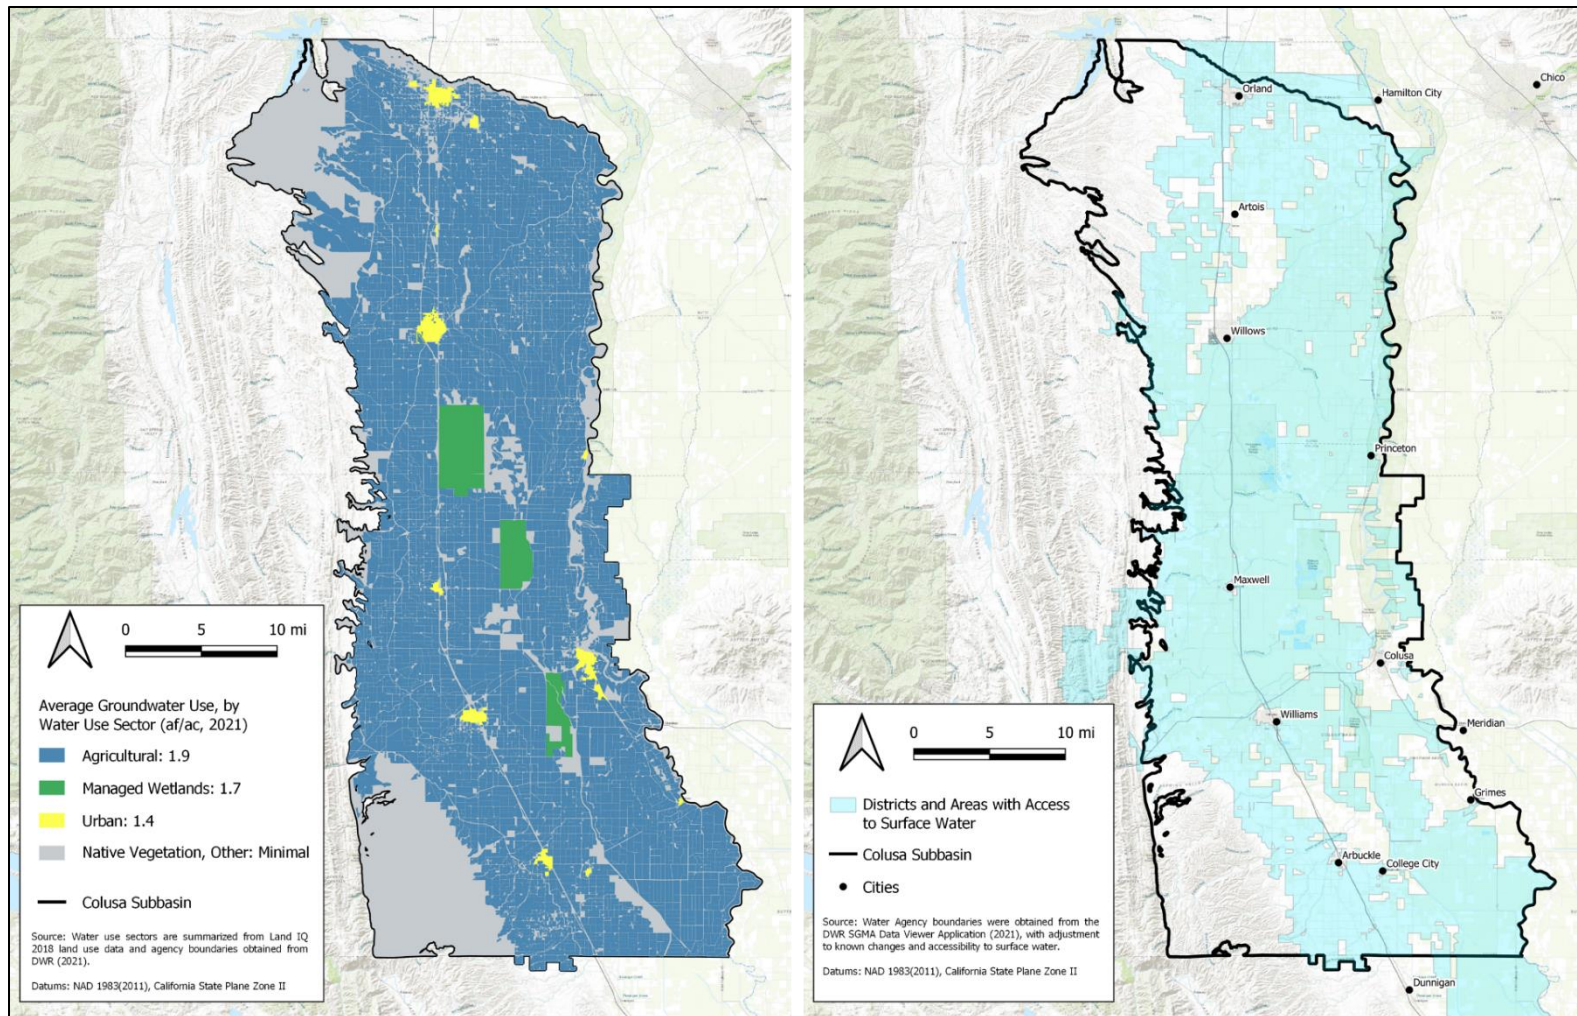 0 5 10 mi
Average Groundwater Use, by
Water Use Sector (af/ac, 2021)
Agricultural: 1.9
Managed Wetlands: 1.7
Urban: 1.4
Native Vegetation, Other: Minimal
Colusa Subbasin
Source: Water use sectors are summarized from Land IQ
2018 land use data and agency boundaries obtained from
DWR (2021).
Datums: NAD 1983(2011), California State Plane Zone II
Chico
Orland
Hamilton City
Artois
Willows
Princeton
Maxwell
Colusa
Williams
Meridian
Grimes
Arbuckle
College City
Dunnigan
0 5 10 mi
Districts and Areas with Access
to Surface Water
Colusa Subbasin
Cities
Source: Water Agency boundaries were obtained from the
DWR SGMA Data Viewer Application (2021), with adjustment
to known changes and accessibility to surface water.
Datums: NAD 1983(2011), California State Plane Zone II